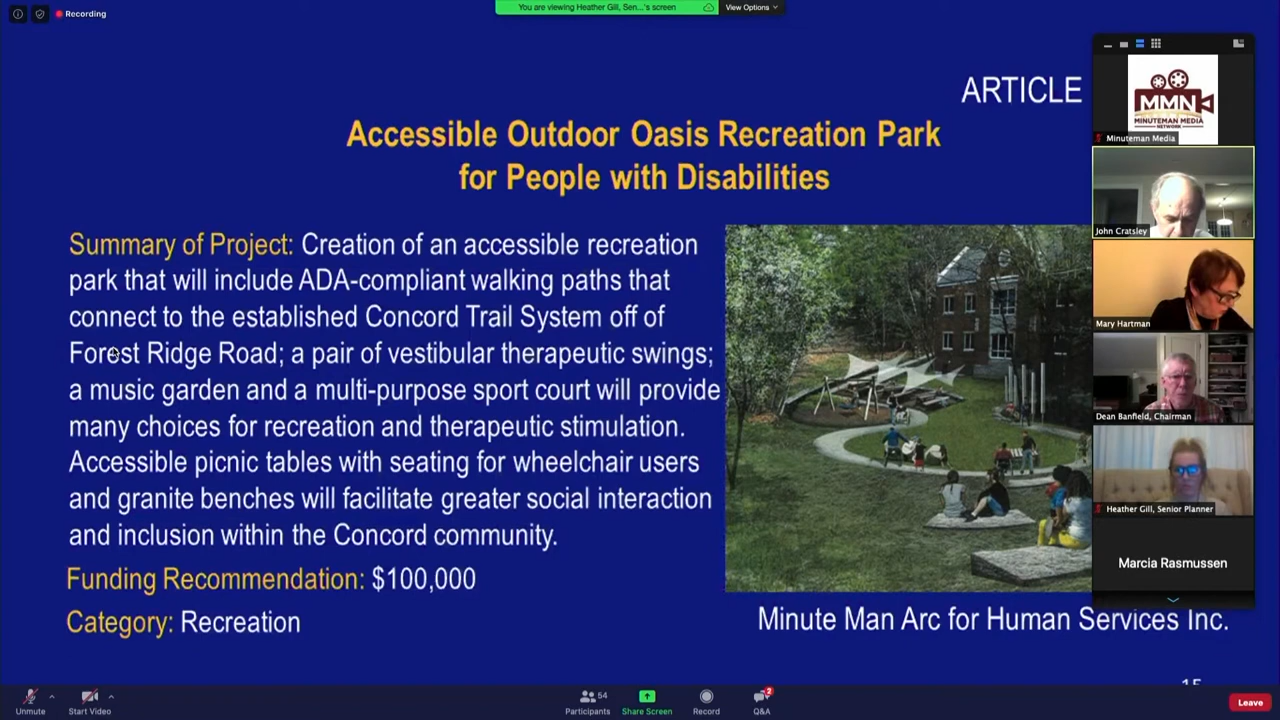 Recording
You are viewing Heather Gill, Sen...'s screen
View Options
ARTICLE
Accessible Outdoor Oasis Recreation Park
for People with Disabilities
Summary of Project: Creation of an accessible recreation
park that will include ADA-compliant walking paths that
connect to the established Concord Trail System off of
Forest Ridge Road; a pair of vestibular therapeutic swings;
a music garden and a multi-purpose sport court will provide
many choices for recreation and therapeutic stimulation.
Accessible picnic tables with seating for wheelchair users
and granite benches will facilitate greater social interaction
and inclusion within the Concord community.
Funding Recommendation: $100,000
Category: Recreation
Minute Man Arc for Human Services Inc.
15
MMN
MINUTEMAN MEDIA
NETWORK
Minuteman Media
John Cratsley
Mary Hartman
Dean Banfield, Chairman
Heather Gill, Senior Planner
Marcia Rasmussen
Unmute
Start Video
54
Participants
Share Screen
Record
2
Q&A
Leave